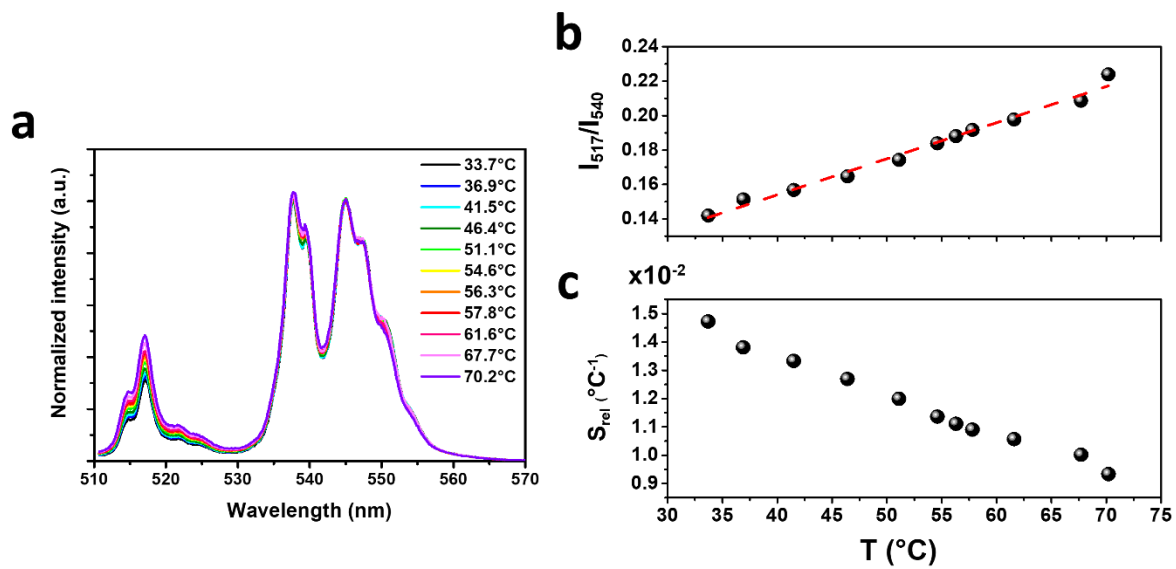 a
Normalized intensity (a.u.)
33.7°C
36.9°C
41.5°C
46.4°C
51.1°C
54.6°C
56.3°C
57.8°C
61.6°C
67.7°C
70.2°C
510 520 530 540 550 560 570
Wavelength (nm)
b
I517/I540
0.24
0.22
0.20
0.18
0.16
0.14
c
x10-2
Srel (°C-1)
1.5
1.4
1.3
1.2
1.1
1.0
0.9
30 35 40 45 50 55 60 65 70 75
T (°C)